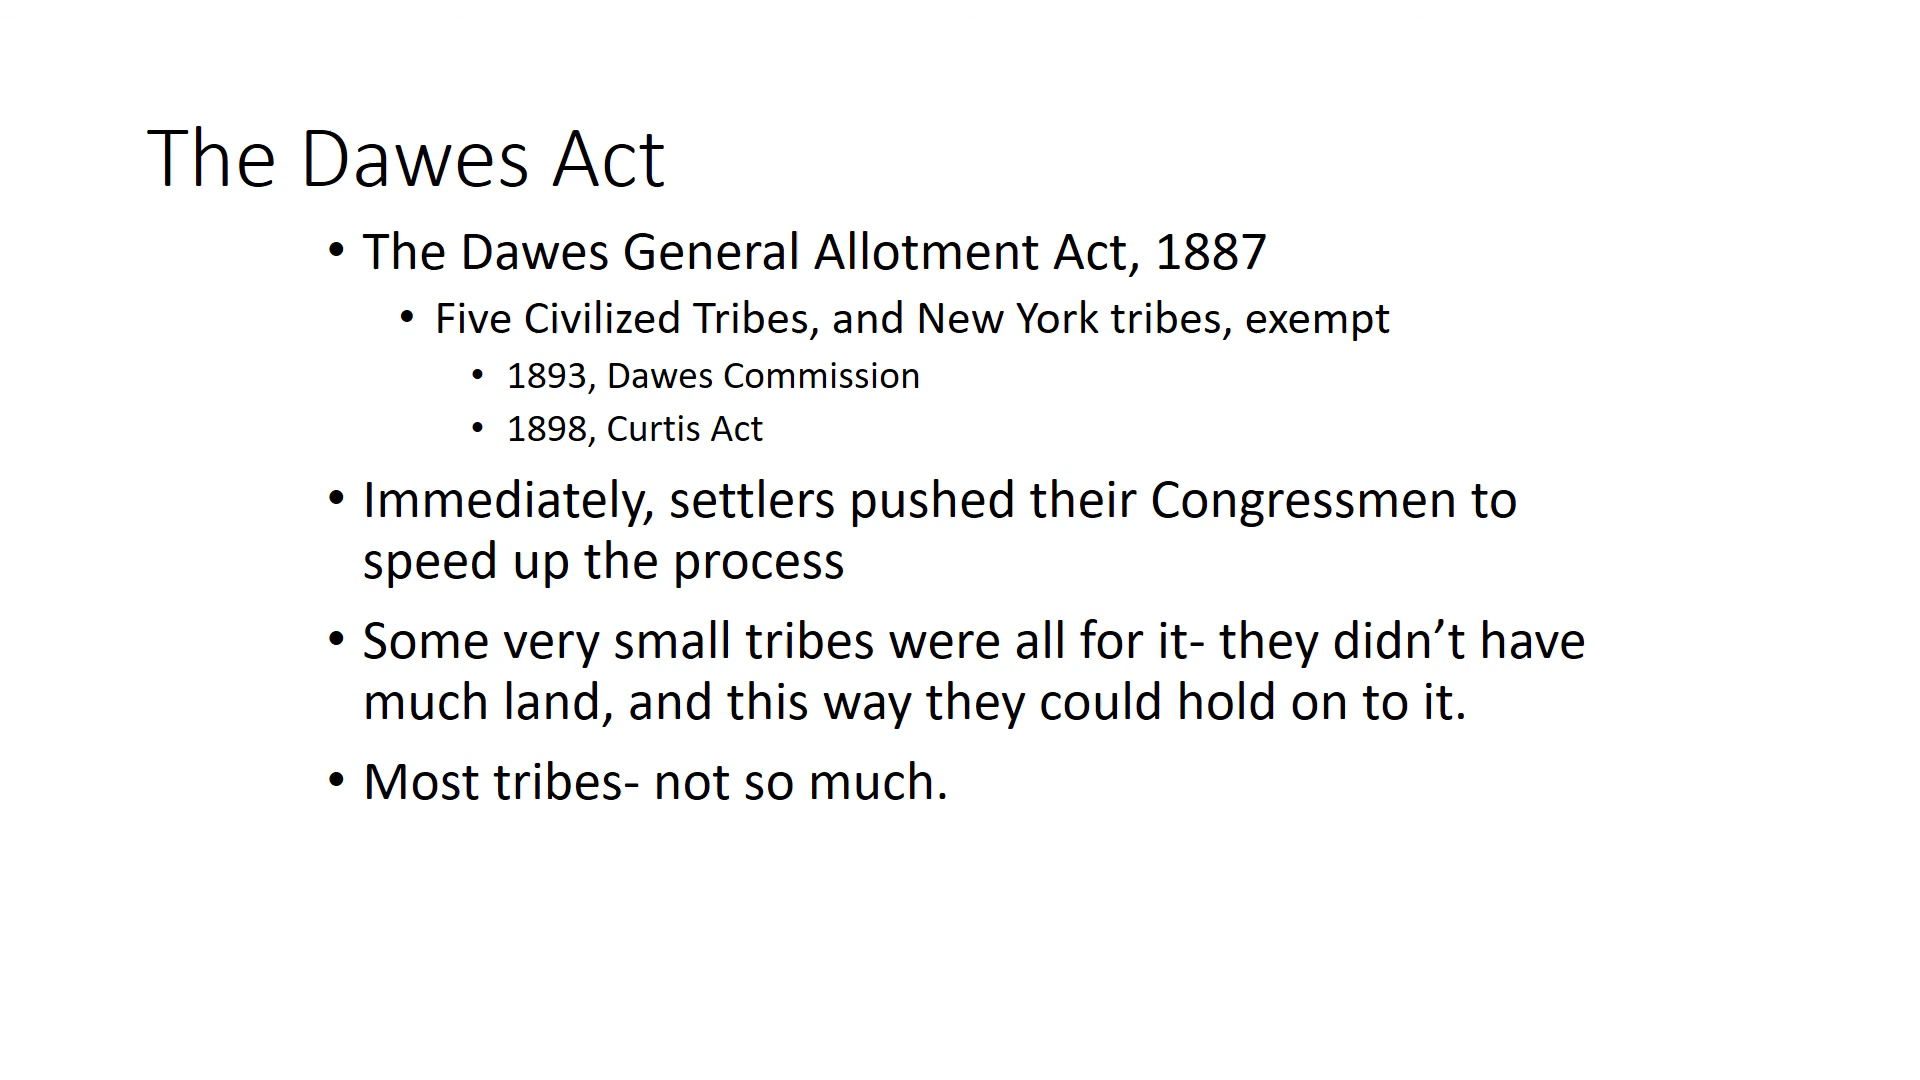 The Dawes Act
• The Dawes General Allotment Act, 1887
• Five Civilized Tribes, and New York tribes, exempt
• 1893, Dawes Commission
• 1898, Curtis Act
• Immediately, settlers pushed their Congressmen to
speed up the process
• Some very small tribes were all for it- they didn’t have
much land, and this way they could hold on to it.
• Most tribes- not so much.